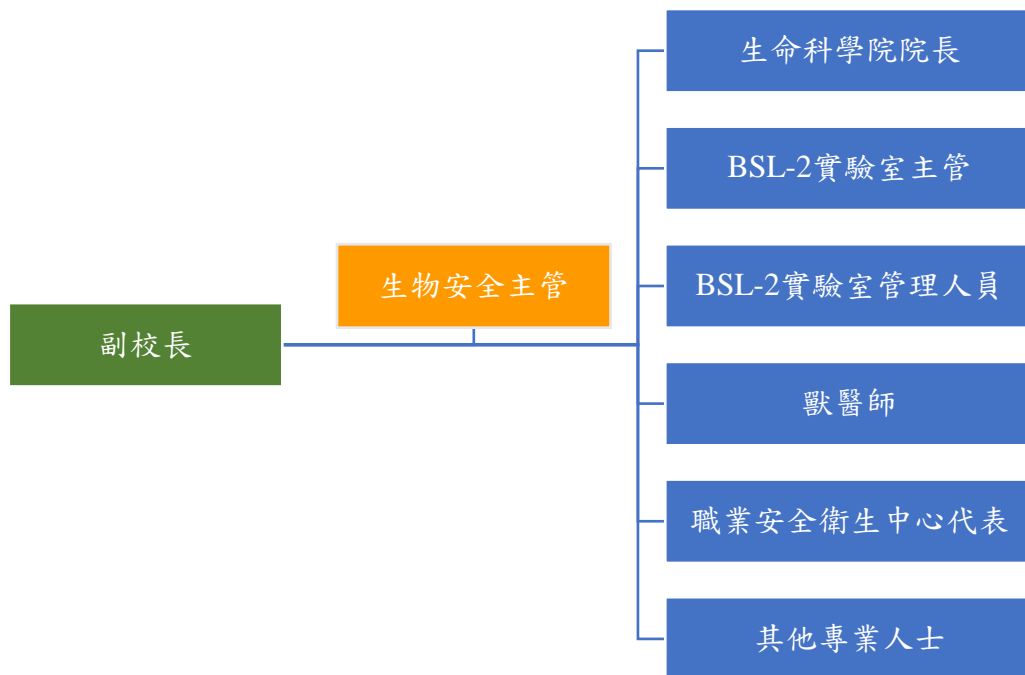 副校長
生物安全主管
生命科學院院長
BSL-2實驗室主管
BSL-2實驗室管理人員
獸醫師
職業安全衛生中心代表
其他專業人士